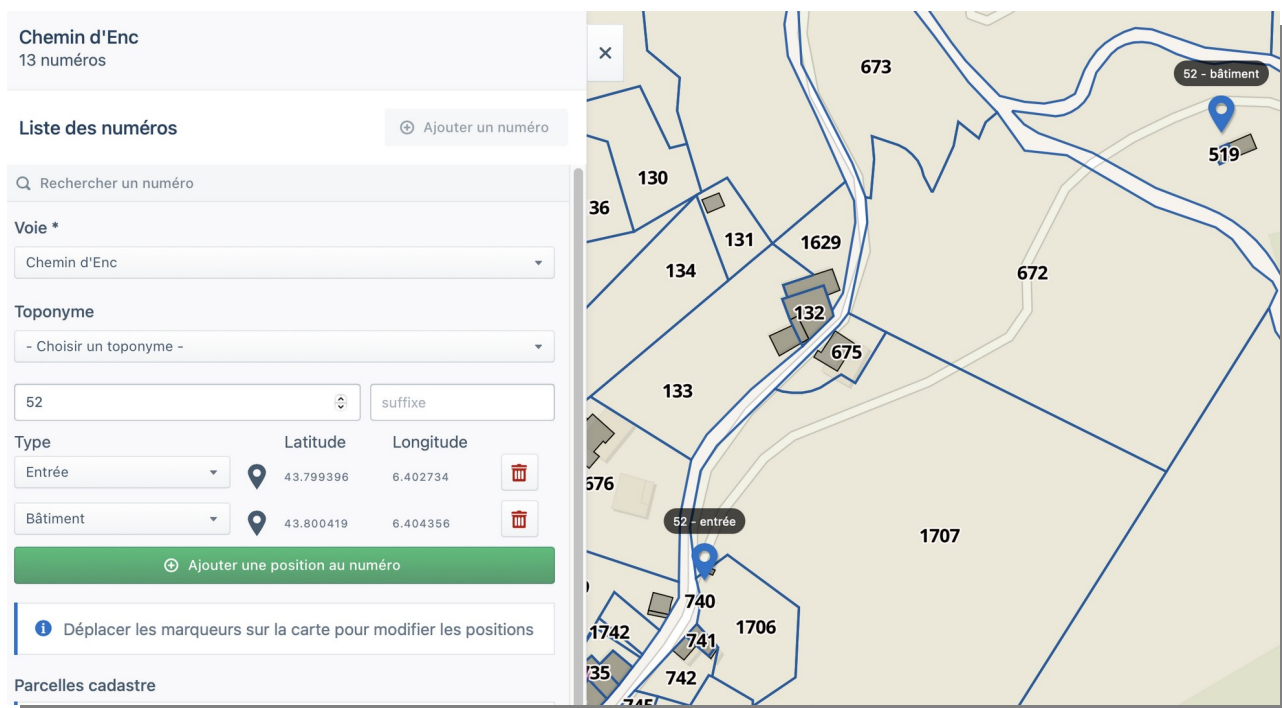 Chemin d'Enc
13 numéros
Liste des numéros
Ajouter un numéro
Rechercher un numéro
Voie *
Chemin d'Enc
Toponyme
- Choisir un toponyme -
52
suffixe
Type Latitude Longitude
Entrée 43.799396 6.402734
Bâtiment 43.800419 6.404356
Ajouter une position au numéro
Déplacer les marqueurs sur la carte pour modifier les positions
Parcelles cadastre
673
52 - bâtiment
519
130
36
131
1629
134
672
132
675
133
676
52 - entrée
1707
740
1706
1742
741
735
742
745